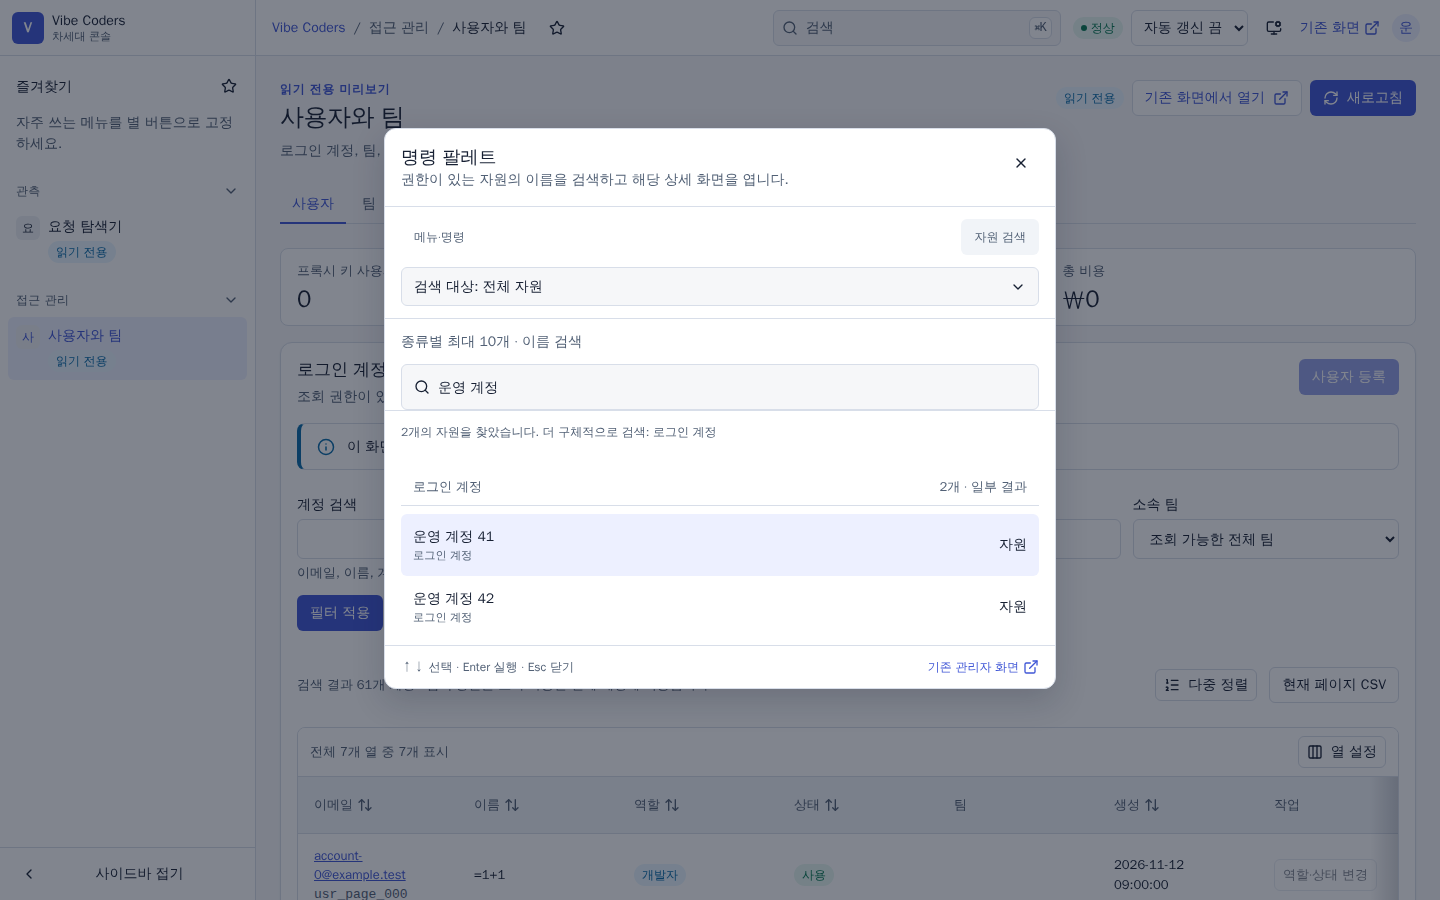 V
Vibe Coders
차세대 콘솔
Vibe Coders / 접근 관리 / 사용자와 팀
검색
⌘K
정상
자동 갱신 끔
기존 화면
운
즐겨찾기
자주 쓰는 메뉴를 별 버튼으로 고정
하세요.
관측
요 요청 탐색기
읽기 전용
접근 관리
사 사용자와 팀
읽기 전용
사이드바 접기
읽기 전용 미리보기
사용자와 팀
로그인 계정, 팀,
읽기 전용
기존 화면에서 열기
새로고침
사용자 팀
프록시 키 사용
0
총 비용
₩0
로그인 계정
조회 권한이 있
사용자 등록
이 화면
계정 검색
소속 팀
조회 가능한 전체 팀
이메일, 이름,
필터 적용
명령 팔레트
권한이 있는 자원의 이름을 검색하고 해당 상세 화면을 엽니다.
메뉴·명령
자원 검색
검색 대상: 전체 자원
종류별 최대 10개 · 이름 검색
운영 계정
2개의 자원을 찾았습니다. 더 구체적으로 검색: 로그인 계정
로그인 계정
2개 · 일부 결과
운영 계정 41
로그인 계정
자원
운영 계정 42
로그인 계정
자원
↑ ↓ 선택 · Enter 실행 · Esc 닫기
기존 관리자 화면
검색 결과 61개
다중 정렬
현재 페이지 CSV
전체 7개 열 중 7개 표시
열 설정
이메일 이름 역할 상태 팀 생성 작업
account-
0@example.test
usr_page_000
=1+1
개발자
사용
2026-11-12
09:00:00
역할·상태 변경